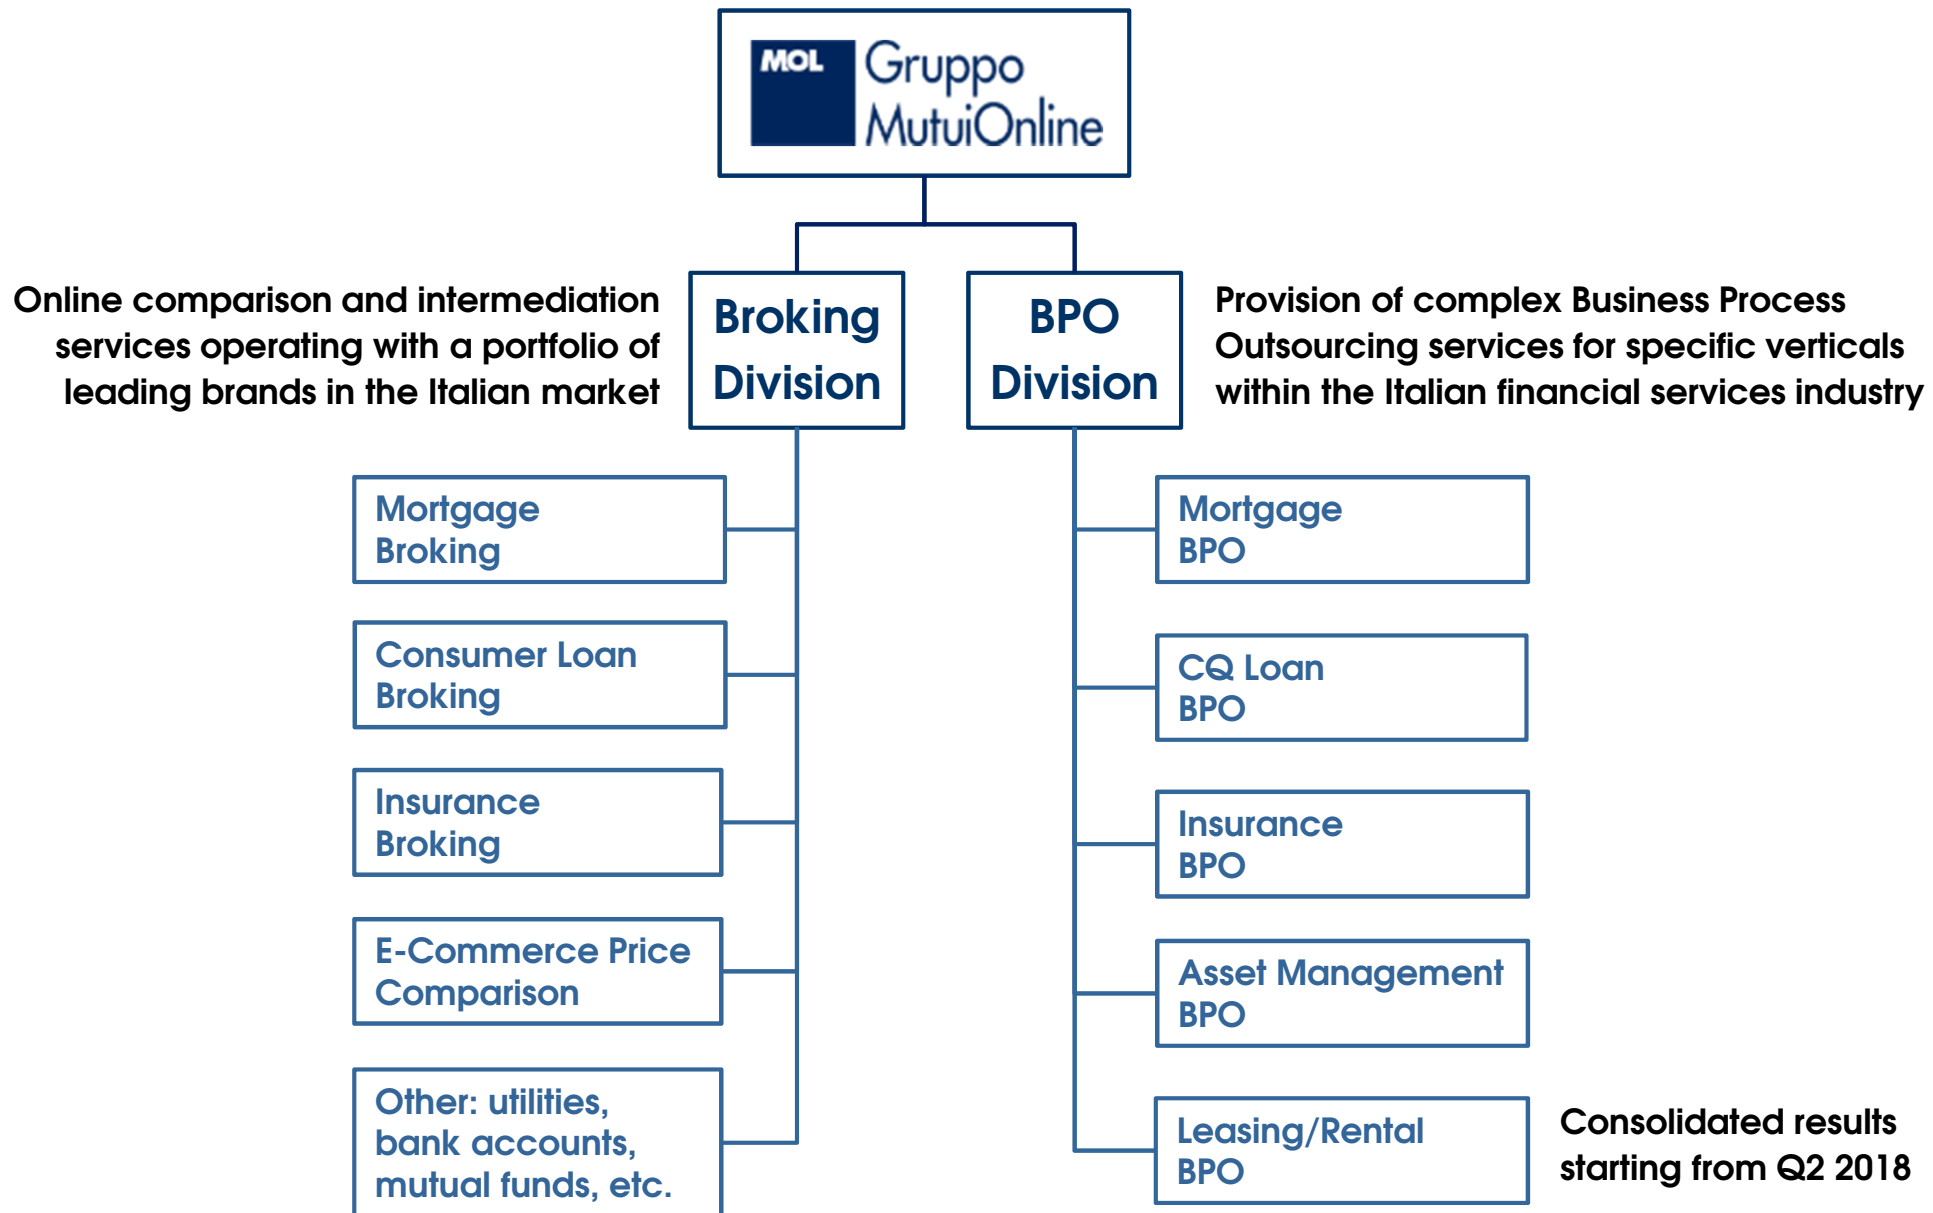 MOL
Gruppo
MutuiOnline
Online comparison and intermediation
services operating with a portfolio of
leading brands in the Italian market
Broking
Division
BPO
Division
Provision of complex Business Process
Outsourcing services for specific verticals
within the Italian financial services industry
Mortgage
Broking
Consumer Loan
Broking
Insurance
Broking
E-Commerce Price
Comparison
Other: utilities,
bank accounts,
mutual funds, etc.
Mortgage
BPO
CQ Loan
BPO
Insurance
BPO
Asset Management
BPO
Leasing/Rental
BPO
Consolidated results
starting from Q2 2018